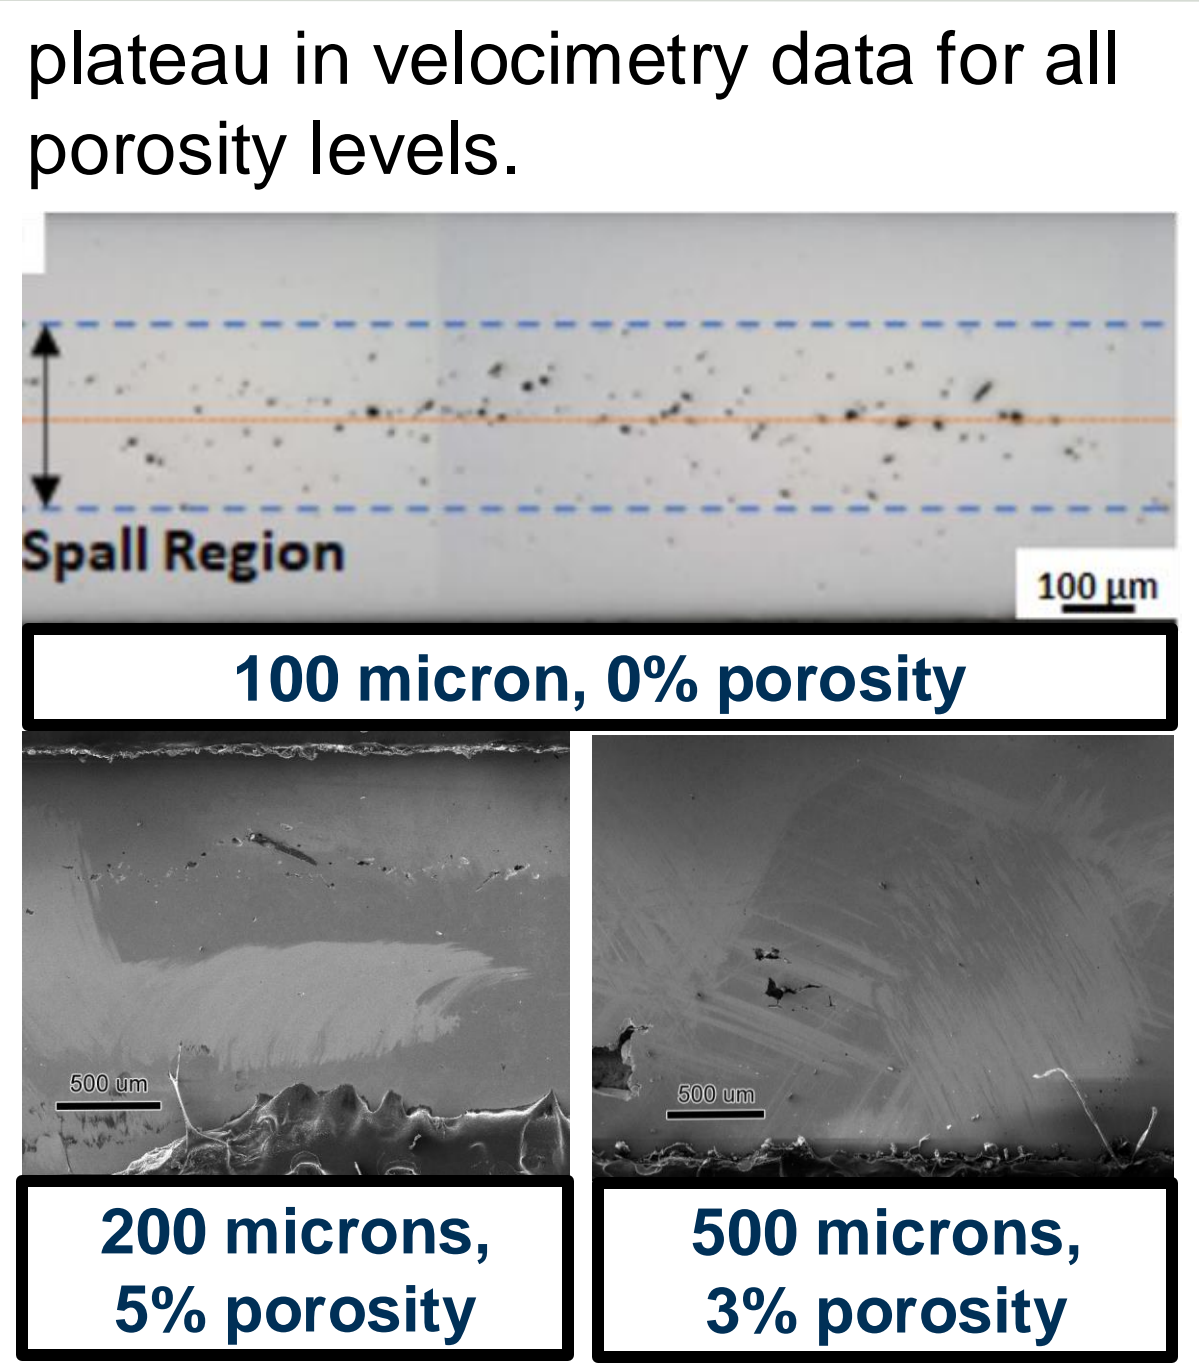 plateau in velocimetry data for all
porosity levels.
Spall Region
100 µm
100 micron, 0% porosity
500 um
500 um
200 microns,
5% porosity
500 microns,
3% porosity